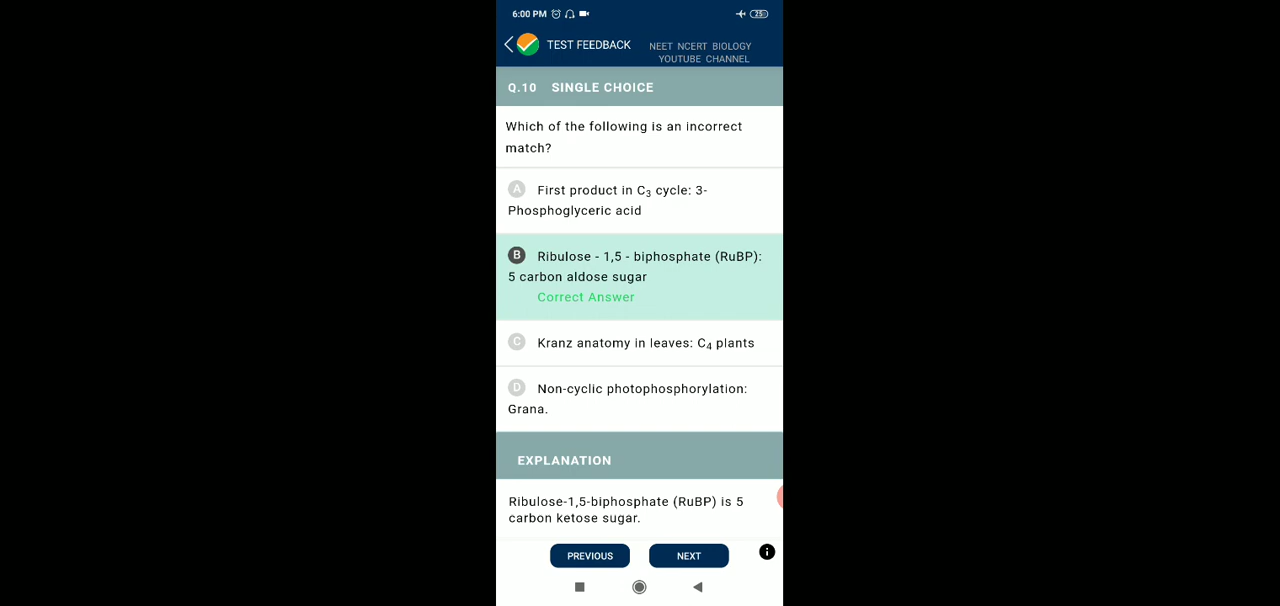 6:00 PM 25
TEST FEEDBACK NEET NCERT BIOLOGY
YOUTUBE CHANNEL
Q.10 SINGLE CHOICE
Which of the following is an incorrect
match?
A First product in C₃ cycle: 3-
Phosphoglyceric acid
B Ribulose - 1,5 - biphosphate (RuBP):
5 carbon aldose sugar
Correct Answer
C Kranz anatomy in leaves: C₄ plants
D Non-cyclic photophosphorylation:
Grana.
EXPLANATION
Ribulose-1,5-biphosphate (RuBP) is 5
carbon ketose sugar.
PREVIOUS NEXT i